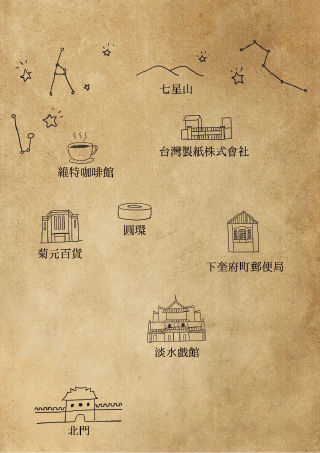 七星山
台灣製紙株式會社
維特咖啡館
圓環
菊元百貨
下奎府町郵便局
淡水戲館
北門